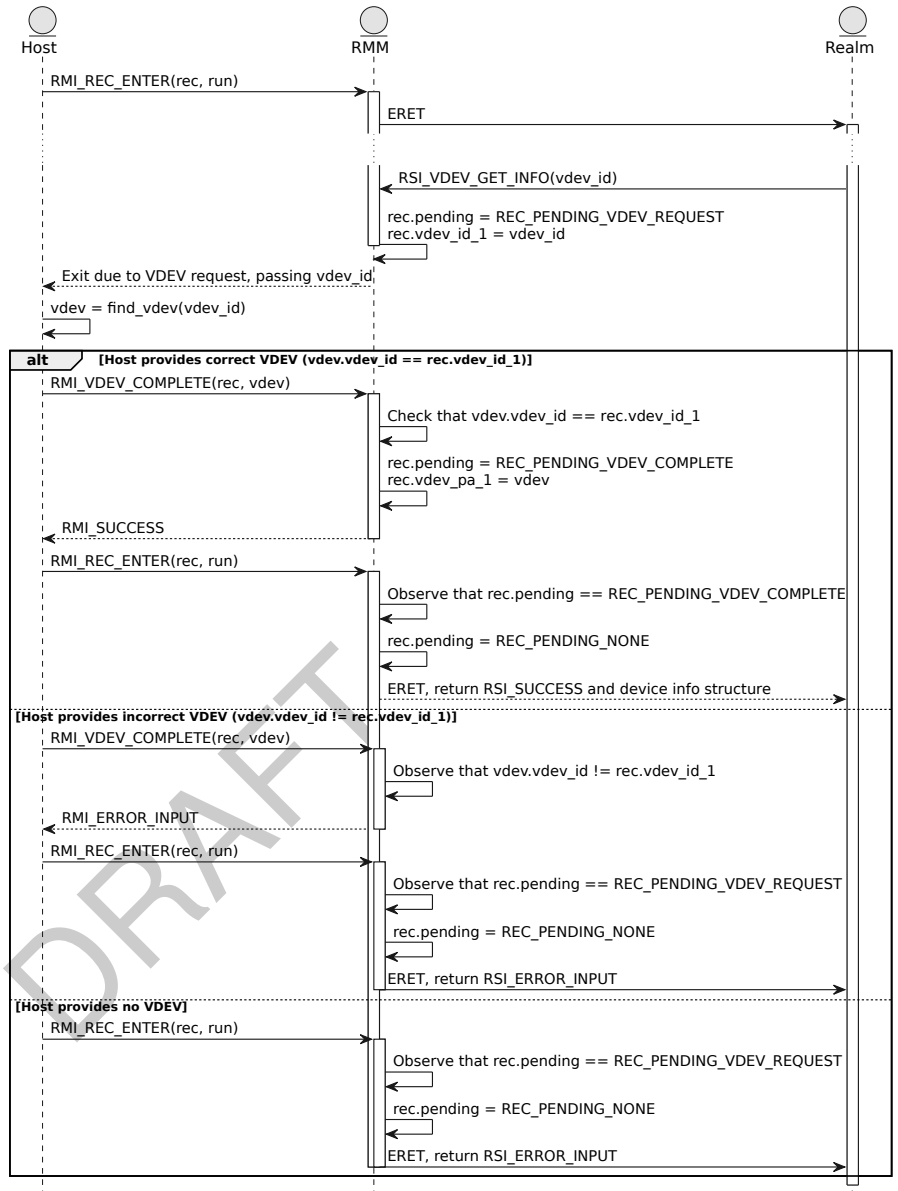 Host
RMM
Realm
RMI_REC_ENTER(rec, run)
ERET
RSI_VDEV_GET_INFO(vdev_id)
rec.pending = REC_PENDING_VDEV_REQUEST
rec.vdev_id_1 = vdev_id
Exit due to VDEV request, passing vdev_id
vdev = find_vdev(vdev_id)
alt
[Host provides correct VDEV (vdev.vdev_id == rec.vdev_id_1)]
RMI_VDEV_COMPLETE(rec, vdev)
Check that vdev.vdev_id == rec.vdev_id_1
rec.pending = REC_PENDING_VDEV_COMPLETE
rec.vdev_pa_1 = vdev
RMI_SUCCESS
RMI_REC_ENTER(rec, run)
Observe that rec.pending == REC_PENDING_VDEV_COMPLETE
rec.pending = REC_PENDING_NONE
ERET, return RSI_SUCCESS and device info structure
[Host provides incorrect VDEV (vdev.vdev_id != rec.vdev_id_1)]
RMI_VDEV_COMPLETE(rec, vdev)
Observe that vdev.vdev_id != rec.vdev_id_1
RMI_ERROR_INPUT
RMI_REC_ENTER(rec, run)
Observe that rec.pending == REC_PENDING_VDEV_REQUEST
rec.pending = REC_PENDING_NONE
ERET, return RSI_ERROR_INPUT
[Host provides no VDEV]
RMI_REC_ENTER(rec, run)
Observe that rec.pending == REC_PENDING_VDEV_REQUEST
rec.pending = REC_PENDING_NONE
ERET, return RSI_ERROR_INPUT
DRAFT